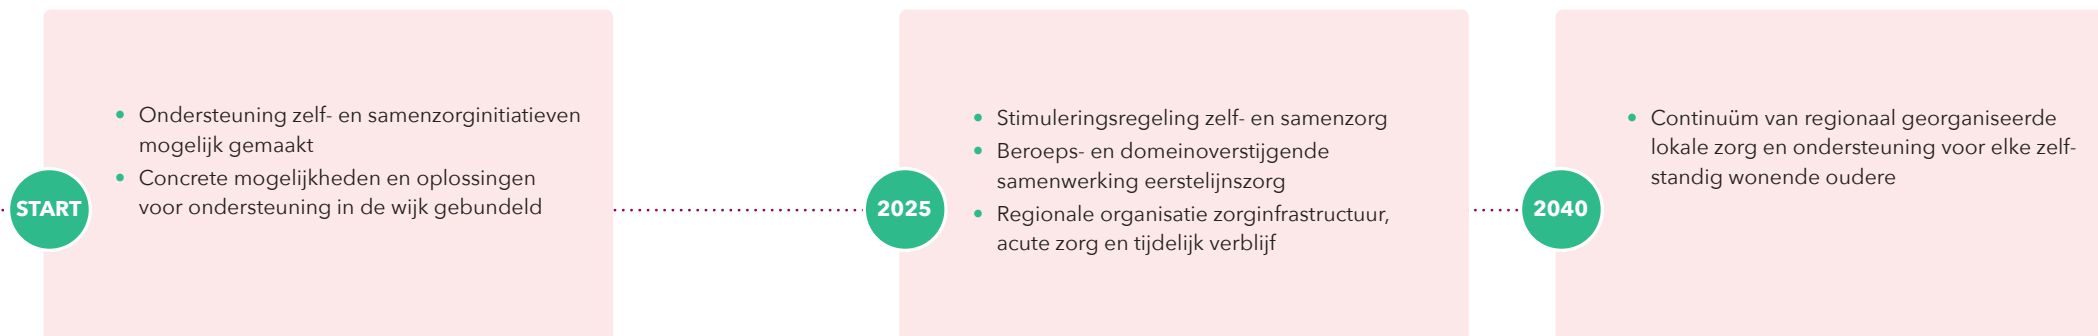 START
• Ondersteuning zelf- en samenzorginitiatieven
mogelijk gemaakt
• Concrete mogelijkheden en oplossingen
voor ondersteuning in de wijk gebundeld
2025
• Stimuleringsregeling zelf- en samenzorg
• Beroeps- en domeinoverstijgende
samenwerking eerstelijnszorg
• Regionale organisatie zorginfrastructuur,
acute zorg en tijdelijk verblijf
2040
• Continuüm van regionaal georganiseerde
lokale zorg en ondersteuning voor elke zelf-
standig wonende oudere